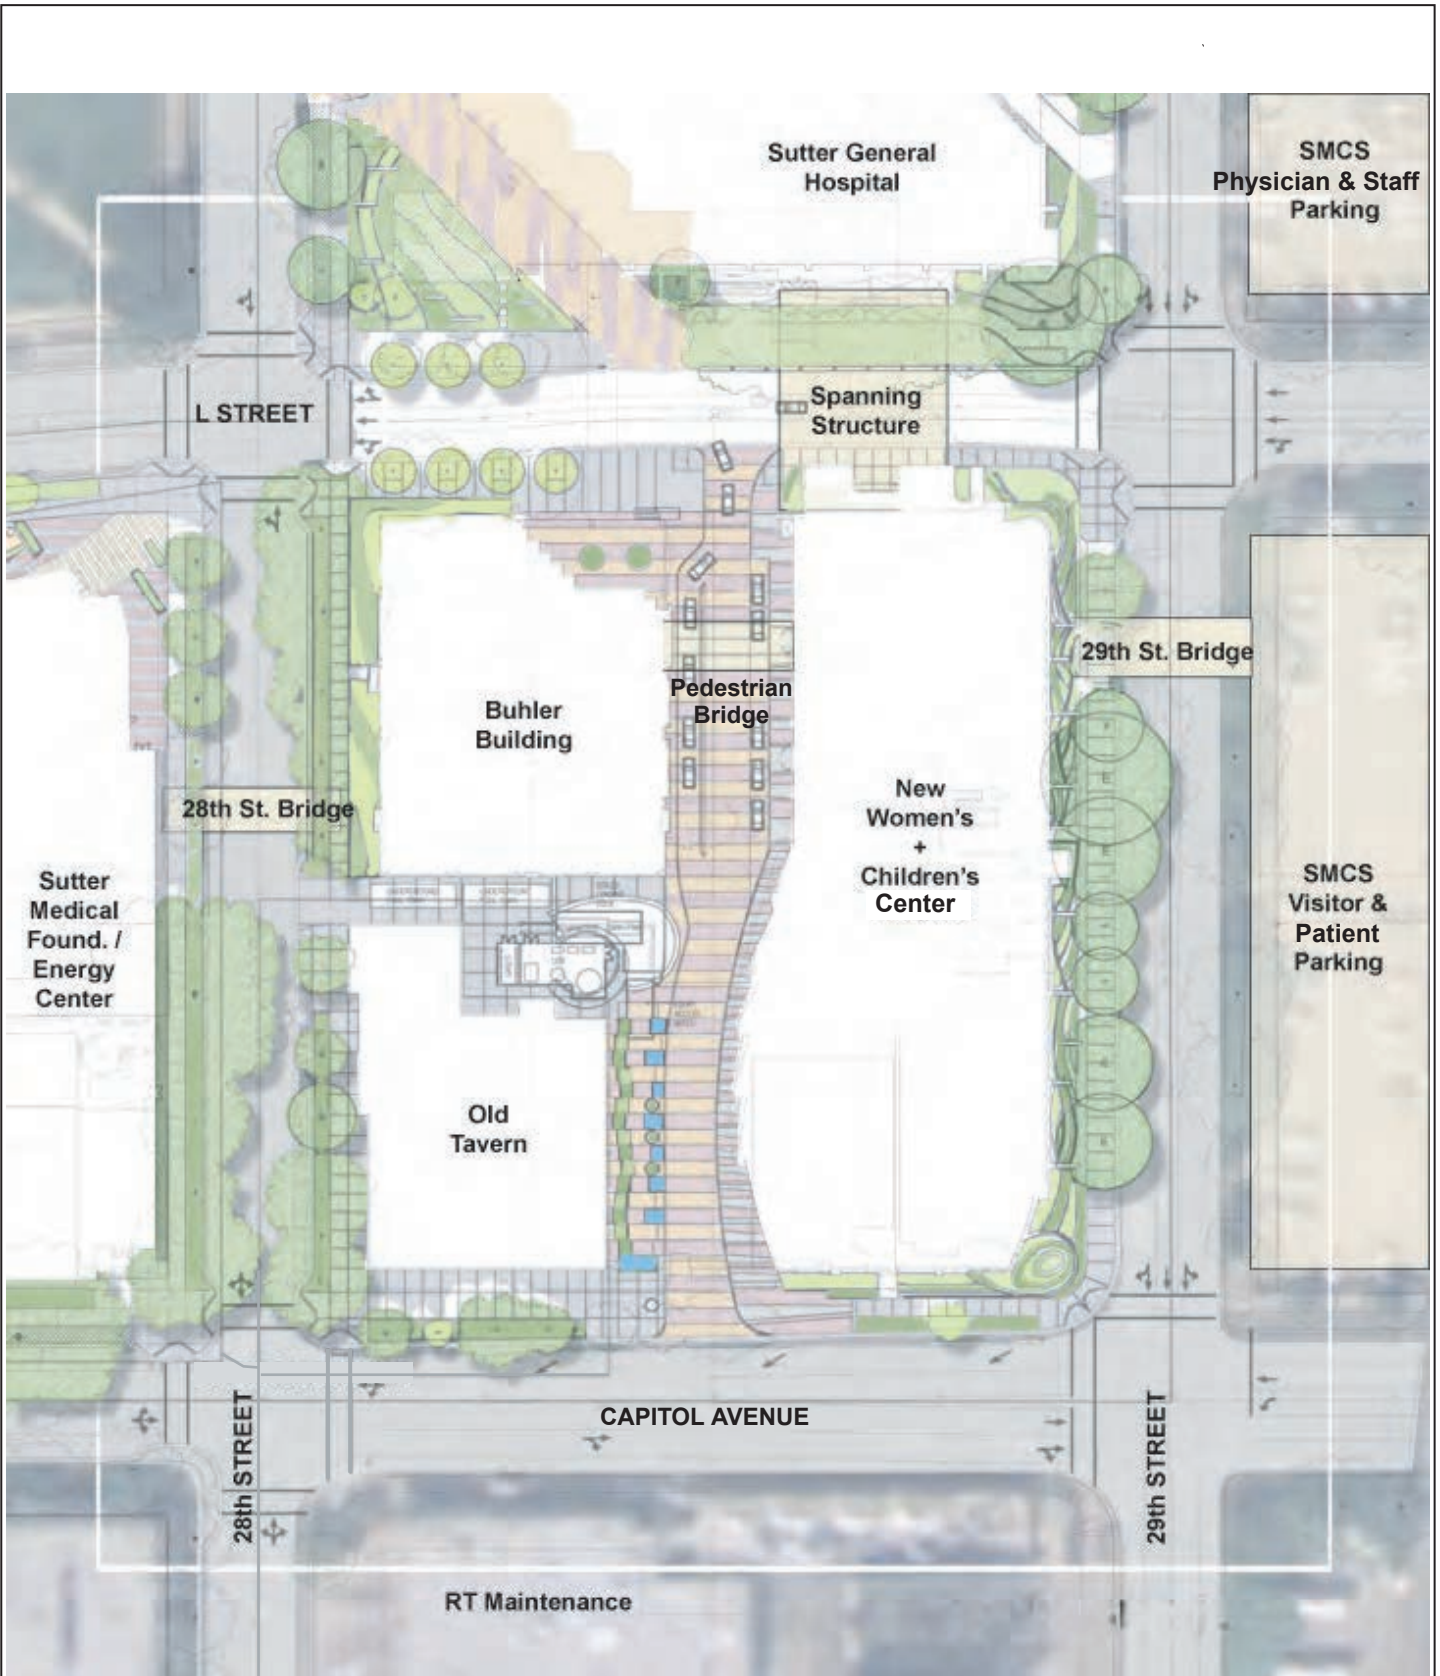 Sutter General
Hospital
SMCS
Physician & Staff
Parking
L STREET
Spanning
Structure
29th St. Bridge
Pedestrian
Bridge
Buhler
Building
28th St. Bridge
New
Women's
+
Children's
Center
Sutter
Medical
Found. /
Energy
Center
SMCS
Visitor &
Patient
Parking
Old
Tavern
CAPITOL AVENUE
28th STREET
29th STREET
RT Maintenance